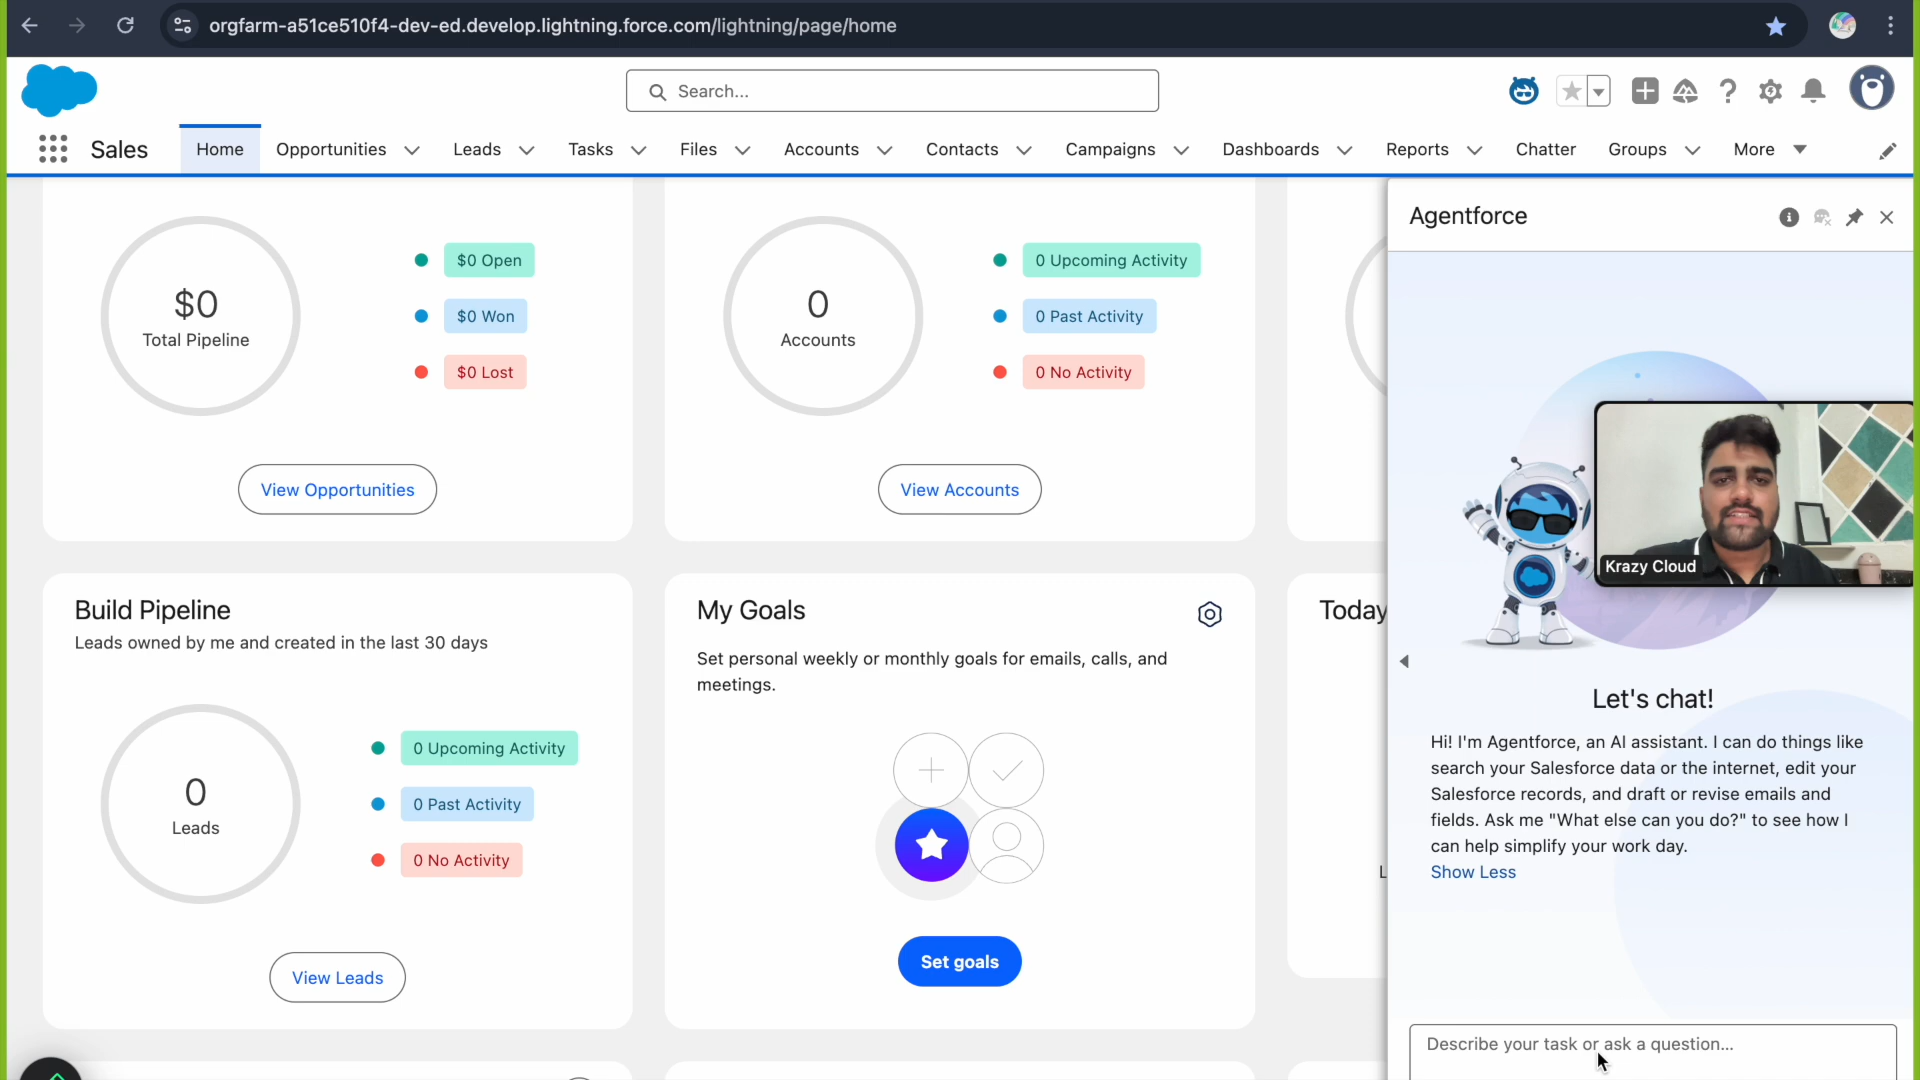 orgfarm-a51ce510f4-dev-ed.develop.lightning.force.com/lightning/page/home
Search...
Sales
Home
Opportunities
Leads
Tasks
Files
Accounts
Contacts
Campaigns
Dashboards
Reports
Chatter
Groups
More
$0
Total Pipeline
$0 Open
$0 Won
$0 Lost
View Opportunities
0
Accounts
0 Upcoming Activity
0 Past Activity
0 No Activity
View Accounts
Build Pipeline
Leads owned by me and created in the last 30 days
0
Leads
0 Upcoming Activity
0 Past Activity
0 No Activity
View Leads
My Goals
Set personal weekly or monthly goals for emails, calls, and
meetings.
Set goals
Today
L
Agentforce
Krazy Cloud
Let's chat!
Hi! I'm Agentforce, an AI assistant. I can do things like
search your Salesforce data or the internet, edit your
Salesforce records, and draft or revise emails and
fields. Ask me "What else can you do?" to see how I
can help simplify your work day.
Show Less
Describe your task or ask a question...